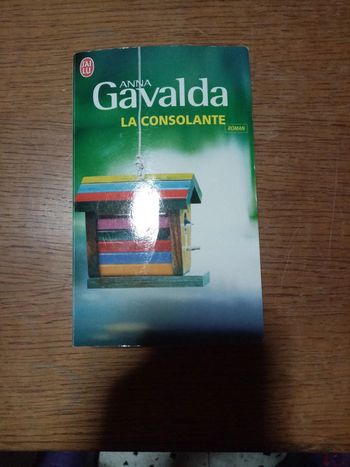 J'AI
LU
ANNA
Gavalda
LA CONSOLANTE
ROMAN